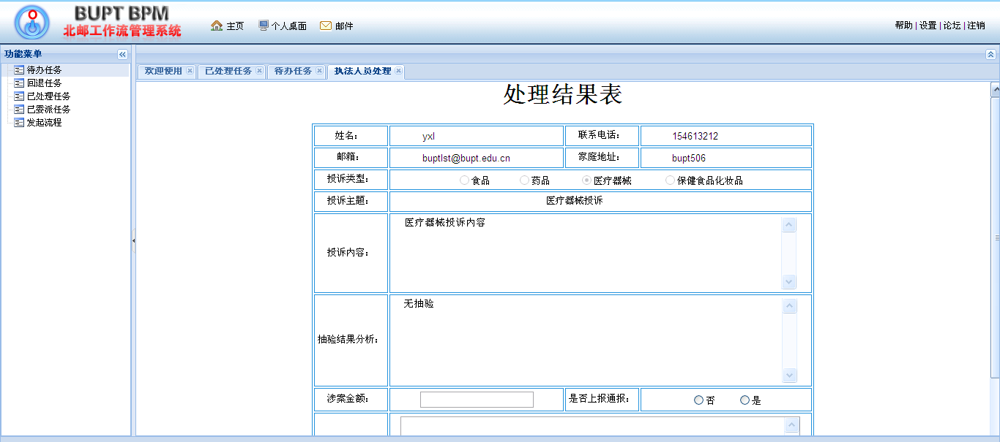 BUPT BPM
北邮工作流管理系统
主页 个人桌面 邮件
帮助 | 设置 | 论坛 | 注销
功能菜单
待办任务
回退任务
已处理任务
已委派任务
发起流程
欢迎使用 已处理任务 待办任务 执法人员处理
处理结果表
姓名： yxl 联系电话： 154613212
邮箱： buptlst@bupt.edu.cn 家庭地址： bupt506
投诉类型： 食品 药品 医疗器械 保健食品化妆品
投诉主题： 医疗器械投诉
投诉内容： 医疗器械投诉内容
抽验结果分析： 无抽验
涉案金额： 是否上报通报： 否 是